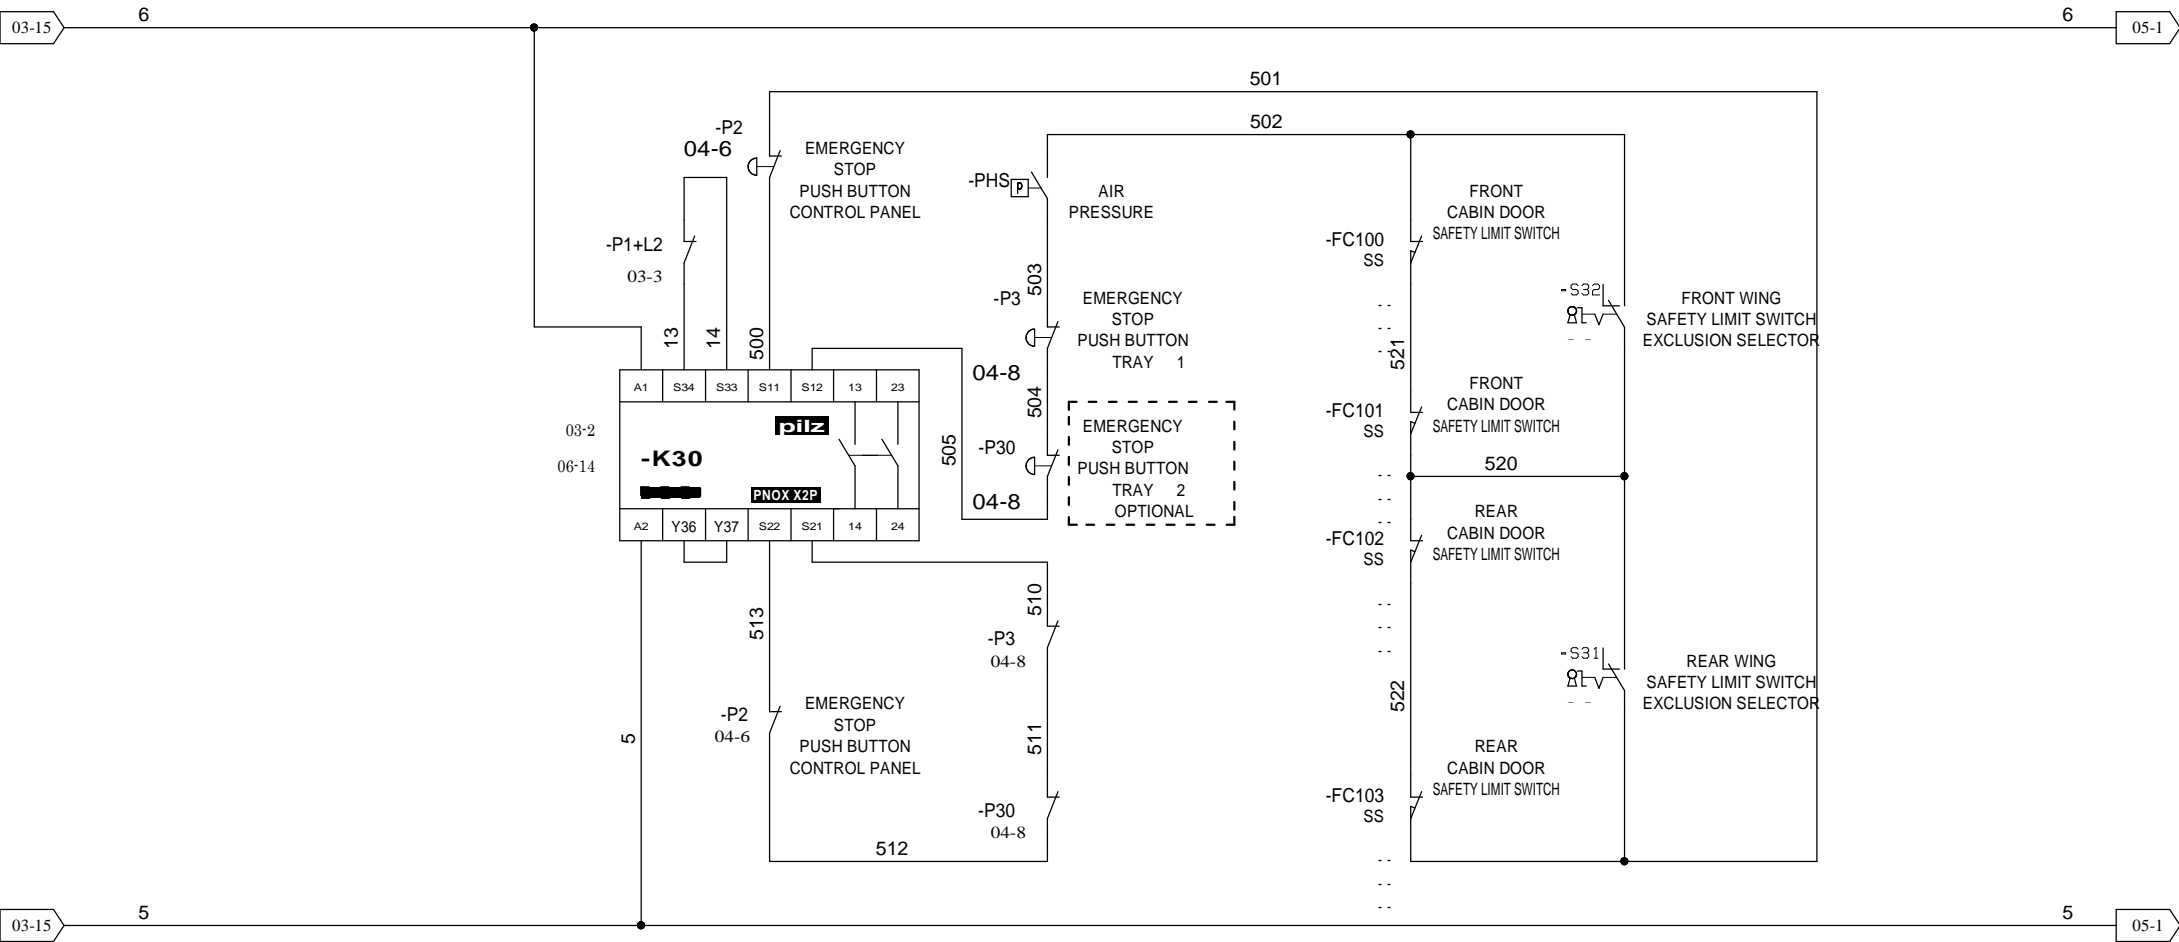 03-15
6
6
05-1
501
502
-P2
04-6
EMERGENCY
STOP
PUSH BUTTON
CONTROL PANEL
-P1+L2
03-3
13
14
500
-PHS
P
AIR
PRESSURE
503
-P3
04-8
EMERGENCY
STOP
PUSH BUTTON
TRAY 1
504
-P30
04-8
EMERGENCY
STOP
PUSH BUTTON
TRAY 2
OPTIONAL
505
FRONT
CABIN DOOR
SAFETY LIMIT SWITCH
-FC100
SS
521
FRONT
CABIN DOOR
SAFETY LIMIT SWITCH
-FC101
SS
520
-S32
FRONT WING
SAFETY LIMIT SWITCH
EXCLUSION SELECTOR
A1 S34 S33 S11 S12 13 23
03-2
06-14
pilz
-K30
PNOX X2P
A2 Y36 Y37 S22 S21 14 24
REAR
CABIN DOOR
SAFETY LIMIT SWITCH
-FC102
SS
522
-S31
REAR WING
SAFETY LIMIT SWITCH
EXCLUSION SELECTOR
REAR
CABIN DOOR
SAFETY LIMIT SWITCH
-FC103
SS
5
513
-P2
04-6
EMERGENCY
STOP
PUSH BUTTON
CONTROL PANEL
510
-P3
04-8
511
-P30
04-8
512
03-15
5
5
05-1